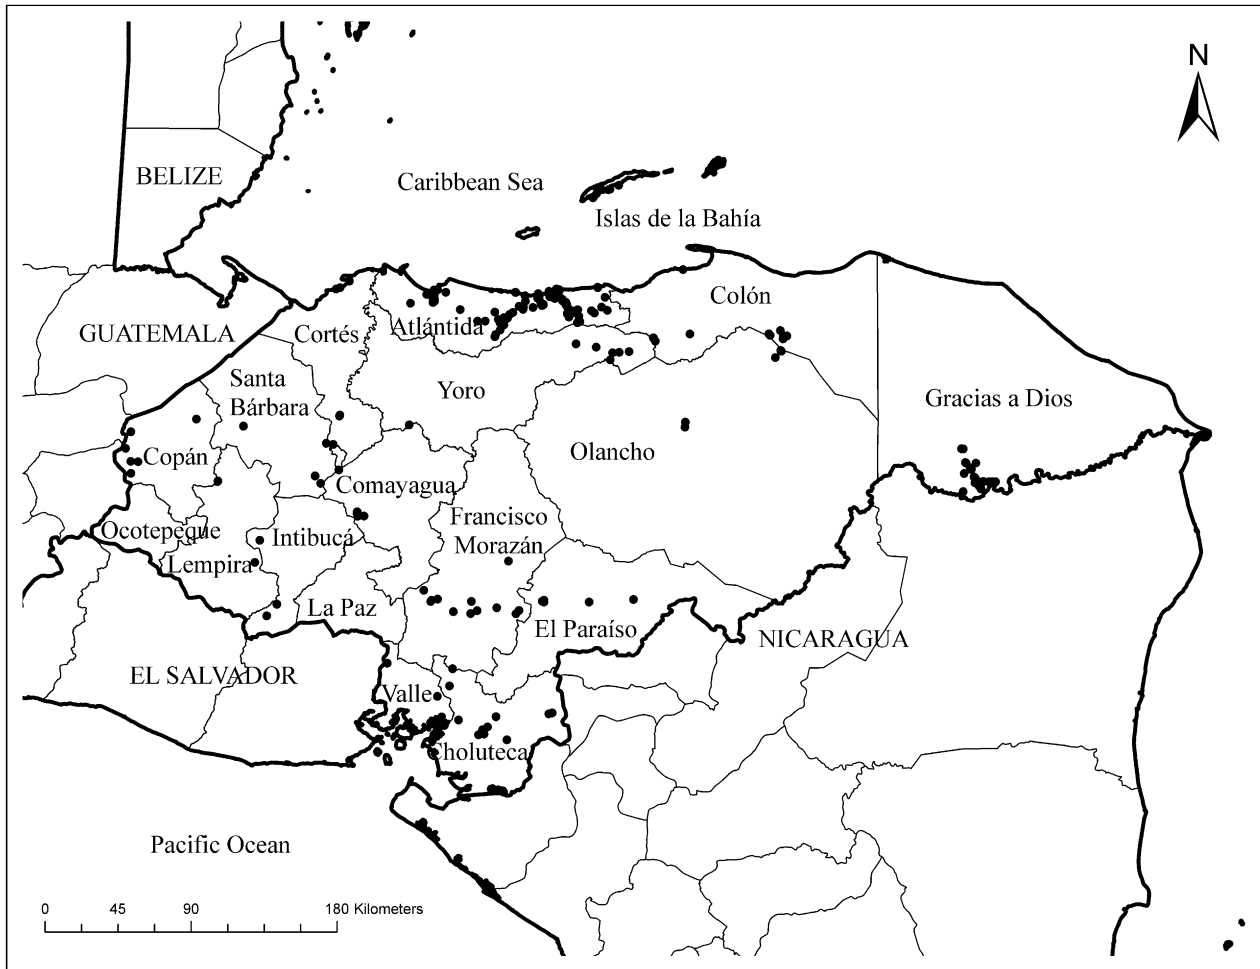 N
BELIZE
Caribbean Sea
Islas de la Bahía
Colón
GUATEMALA
Cortés
Atlántida
Santa
Bárbara
Yoro
Gracias a Dios
Copán
Olancho
Comayagua
Ocotepeque
Intibucá
Francisco
Morazán
Lempira
La Paz
El Paraíso
NICARAGUA
EL SALVADOR
Valle
Choluteca
Pacific Ocean
0 45 90 180 Kilometers